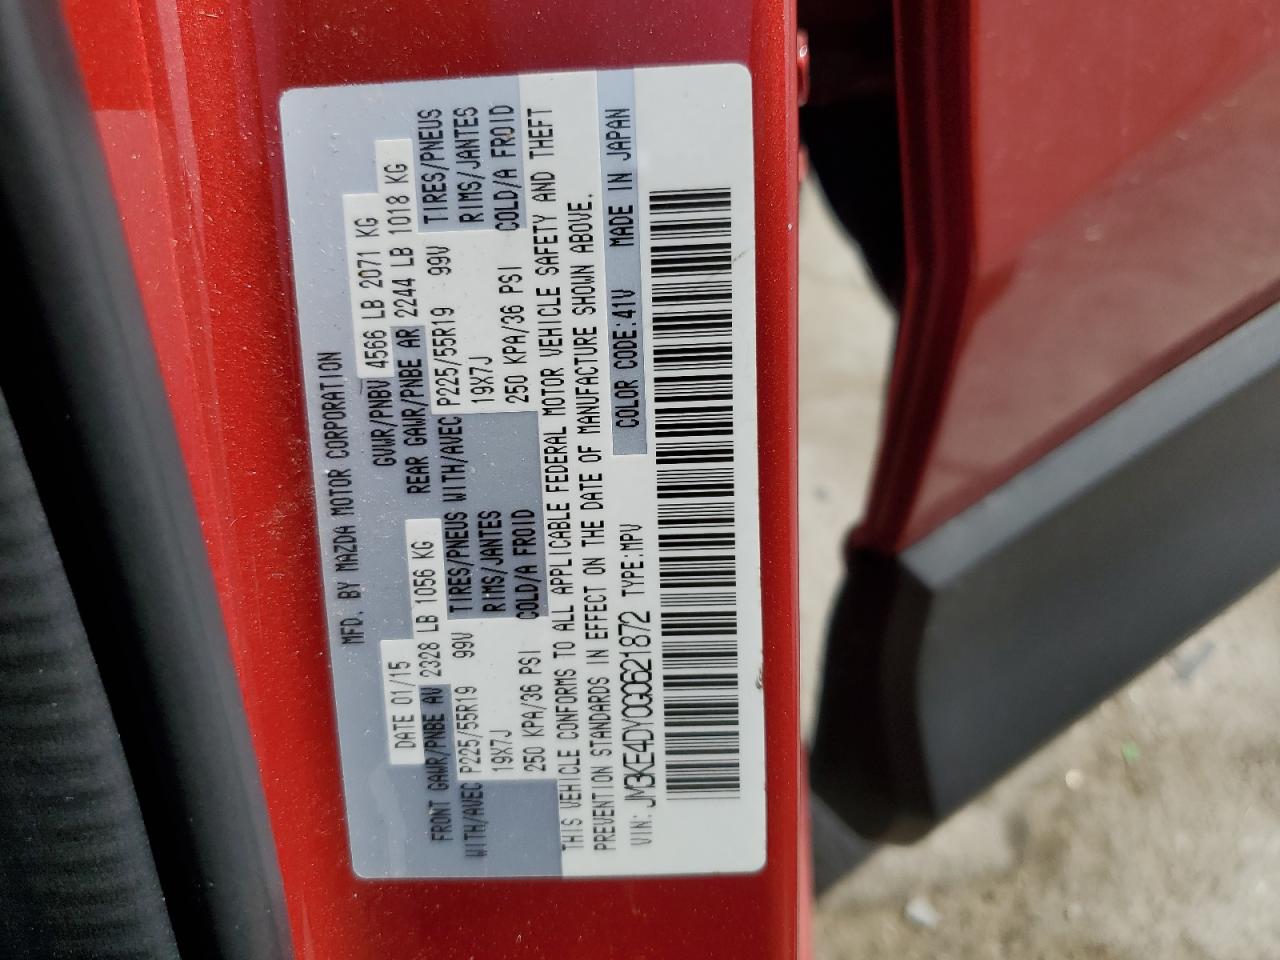 MFD. BY MAZDA MOTOR CORPORATION
DATE 01/15 GVWR/PNBV 4566 LB 2071 KG
FRONT GAWR/PNBE AV 2328 LB 1056 KG REAR GAWR/PNBE AR 2244 LB 1018 KG
WITH/AVEC P225/55R19 99V TIRES/PNEUS WITH/AVEC P225/55R19 99V TIRES/PNEUS
19X7J RIMS/JANTES 19X7J RIMS/JANTES
250 KPA/36 PSI COLD/A FROID 250 KPA/36 PSI COLD/A FROID
THIS VEHICLE CONFORMS TO ALL APPLICABLE FEDERAL MOTOR VEHICLE SAFETY AND THEFT
PREVENTION STANDARDS IN EFFECT ON THE DATE OF MANUFACTURE SHOWN ABOVE.
VIN: JM3KE4DY0G0621872 TYPE:MPV COLOR CODE:41V MADE IN JAPAN